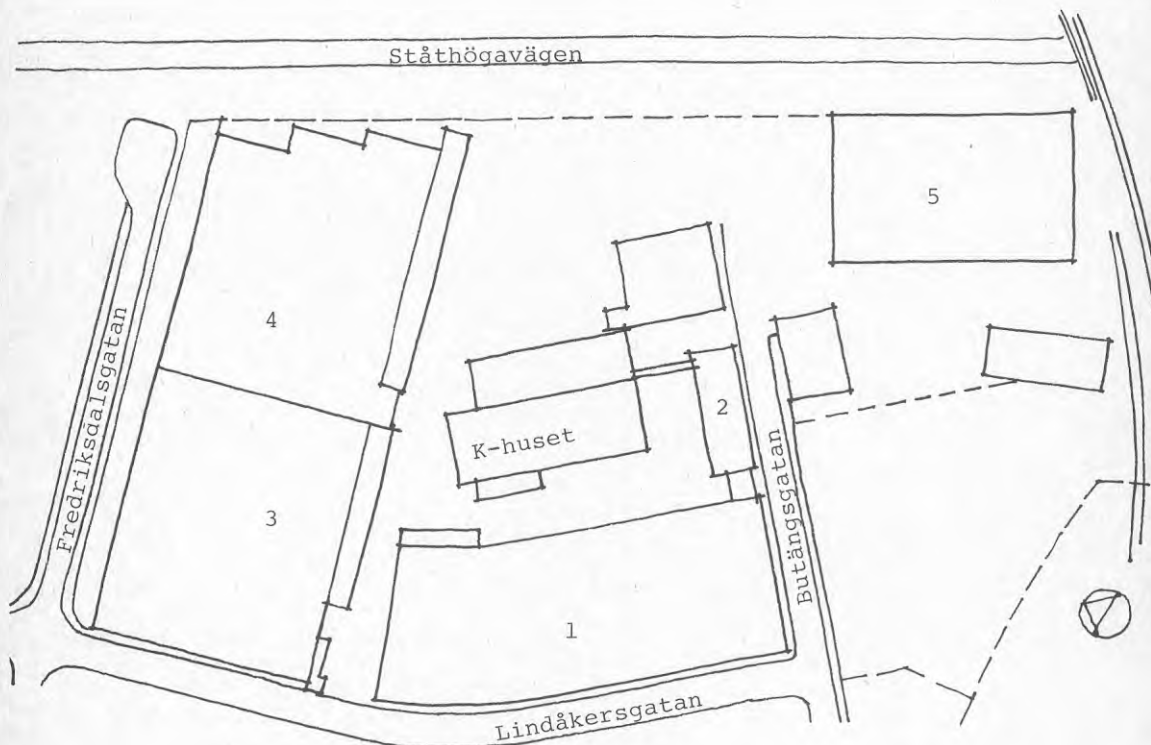 Ståthögavägen
5
4
Fredriksdalsgatan
2
K-huset
3
Butängsgatan
1
Lindåkersgatan